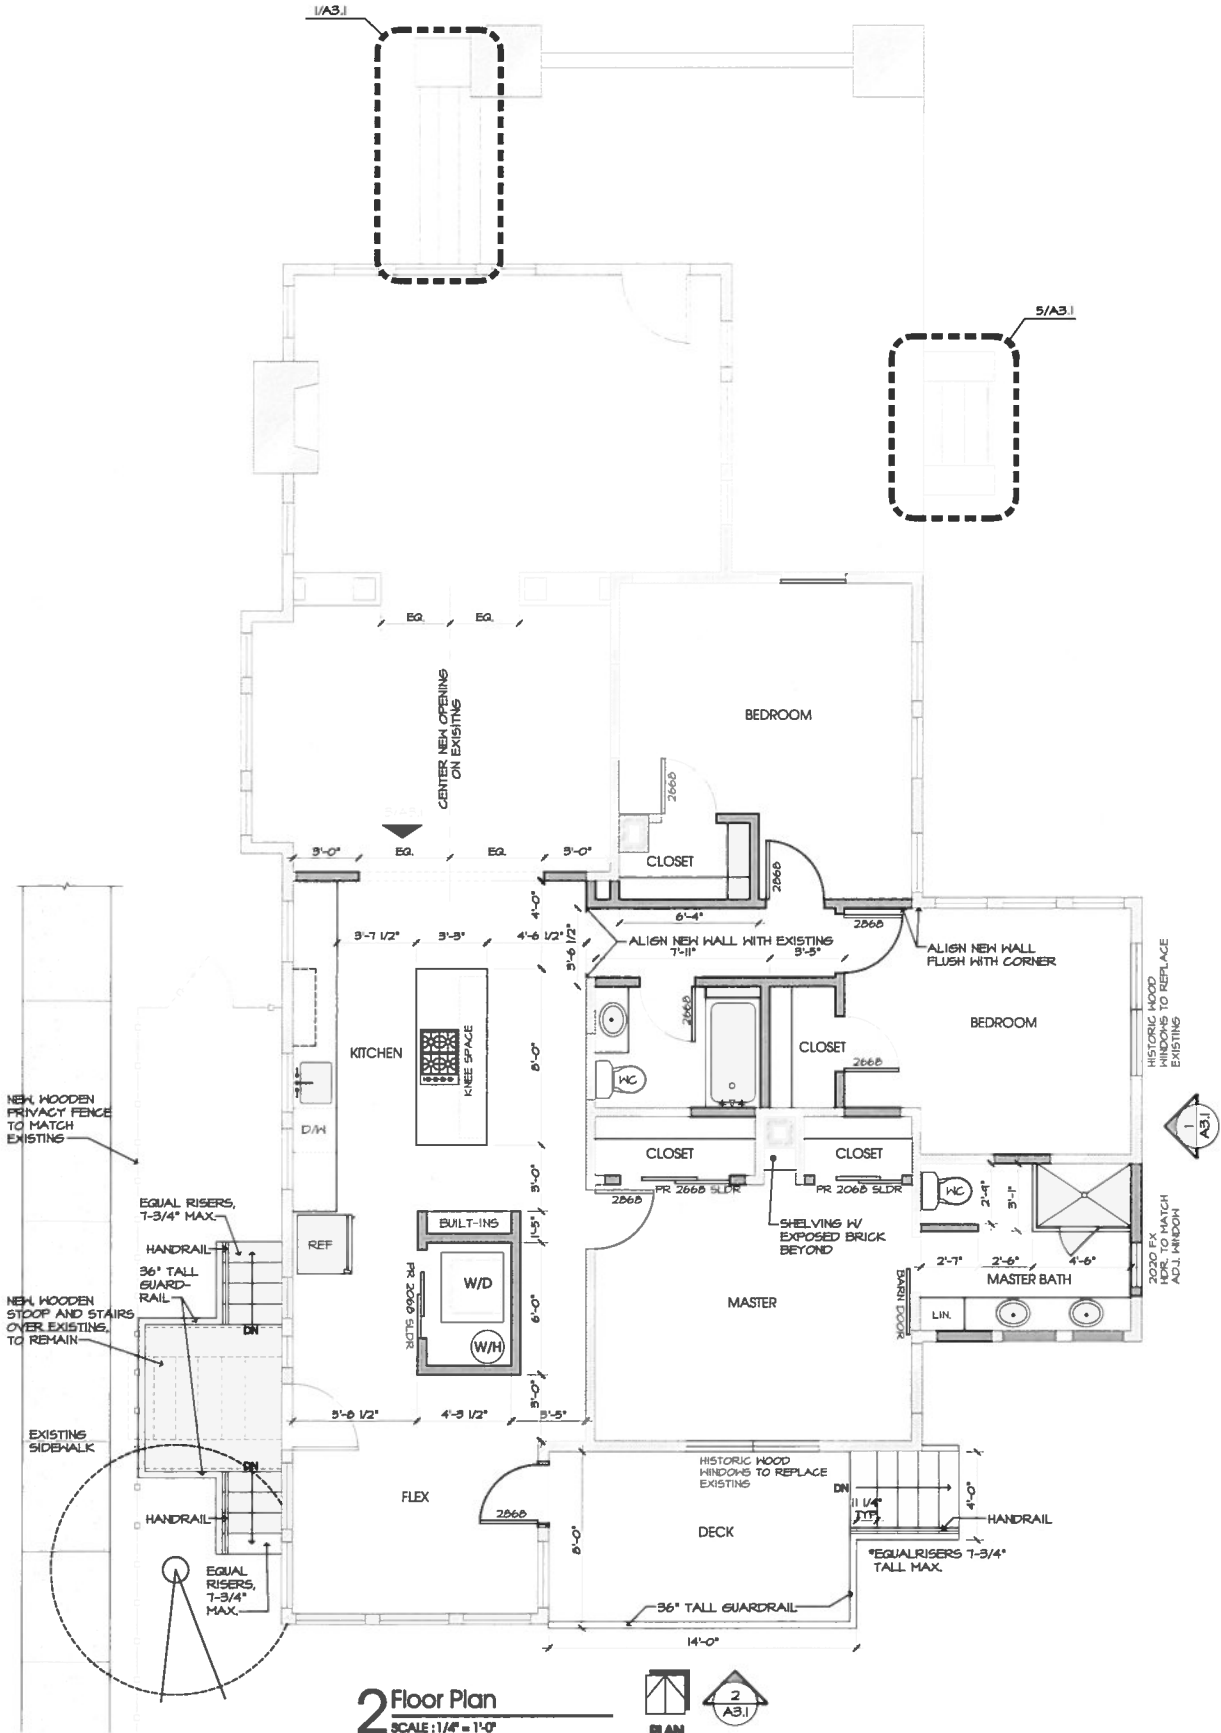 1/A3.1
5/A3.1
EQ.
EQ.
CENTER NEW OPENING
ON EXISITNG
BEDROOM
2668
3'-0"
EQ.
EQ.
3'-0"
CLOSET
2868
4'-0"
6'-4"
2868
3'-7 1/2"
3'-3"
4'-6 1/2"
3'-6 1/2"
ALIGN NEW WALL WITH EXISTING
7'-11"
3'-5"
ALIGN NEW WALL
FLUSH WITH CORNER
HISTORIC WOOD
WINDOWS TO REPLACE
EXISTING
KITCHEN
KNEE SPACE
8'-0"
2668
WC
CLOSET
2668
BEDROOM
1
A3.1
NEW, WOODEN
PRIVACY FENCE
TO MATCH
EXISTING
D/W
CLOSET
CLOSET
PR 2668 SLDR
PR 2068 SLDR
3'-0"
2868
WC
2'-9"
3'-1"
EQUAL RISERS,
7-3/4" MAX.
HANDRAIL
REF
BUILT-INS
1'-5"
SHELVING W/
EXPOSED BRICK
BEYOND
2'-7"
2'-6"
4'-6"
MASTER BATH
2020 FX
HDR. TO MATCH
ADJ. WINDOW
36" TALL
GUARD-
RAIL
NEW, WOODEN
STOOP AND STAIRS
OVER EXISTING,
TO REMAIN
DN
PR 2068 SLDR
W/D
W/H
6'-0"
MASTER
BARN DOOR
LIN.
3'-0"
5'-8 1/2"
4'-3 1/2"
3'-5"
EXISTING
SIDEWALK
DN
HISTORIC WOOD
WINDOWS TO REPLACE
EXISTING
FLEX
2868
HANDRAIL
8'-0"
DECK
DN
11 1/4"
TYP.
4'-0"
HANDRAIL
*EQUALRISERS 7-3/4"
TALL MAX.
EQUAL
RISERS,
7-3/4"
MAX.
36" TALL GUARDRAIL
14'-0"
2 Floor Plan
SCALE : 1/4" = 1'-0"
PLAN
2
A3.1